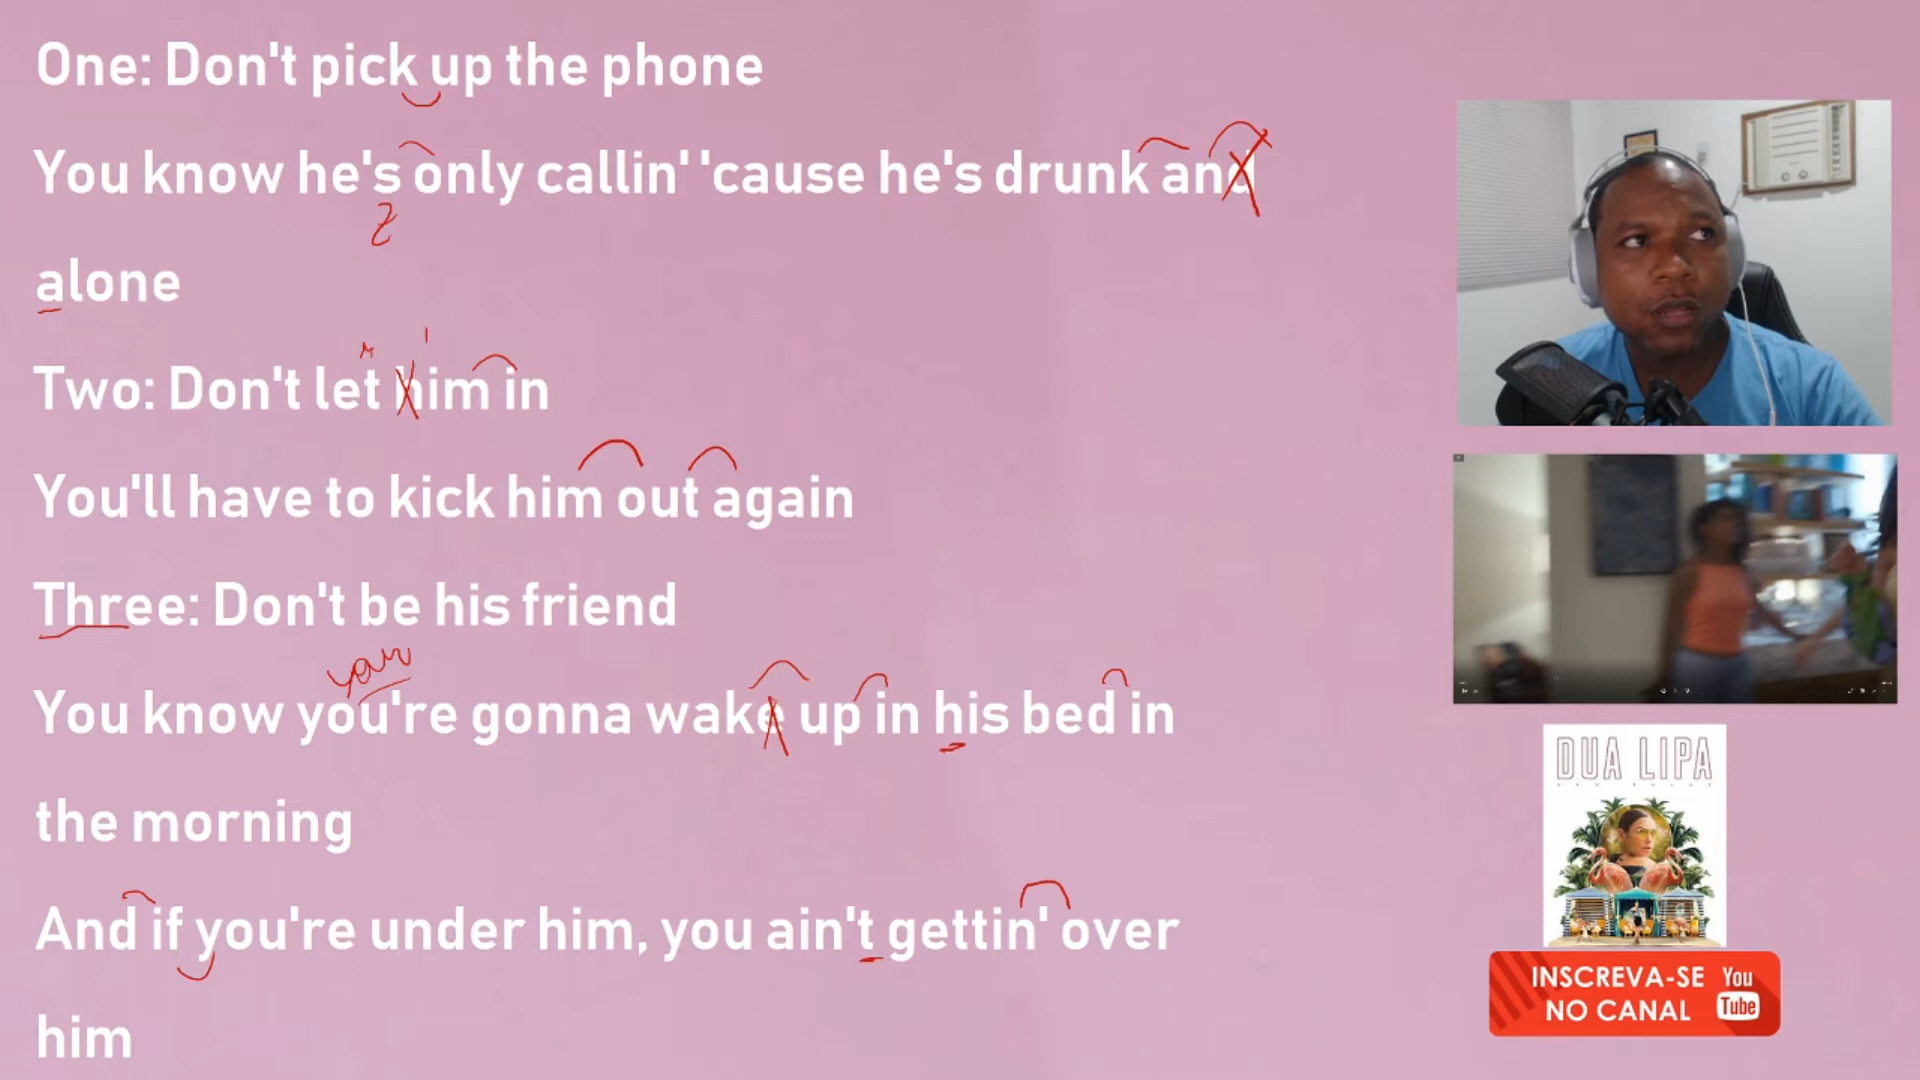 One: Don't pick up the phone
You know he's only callin' 'cause he's drunk and
z
alone
Two: Don't let him in
You'll have to kick him out again
Three: Don't be his friend
your
You know you're gonna wake up in his bed in
the morning
And if you're under him, you ain't gettin' over
him
DUA LIPA
INSCREVA-SE
NO CANAL
You
Tube